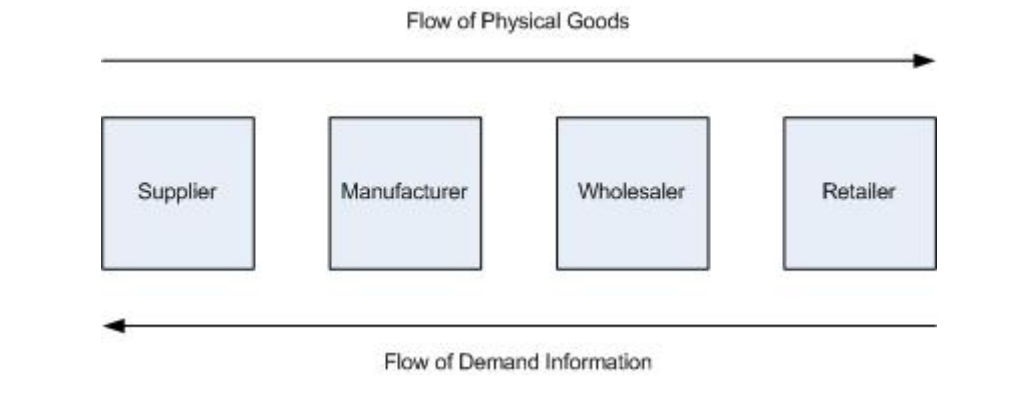 Flow of Physical Goods
Supplier
Manufacturer
Wholesaler
Retailer
Flow of Demand Information